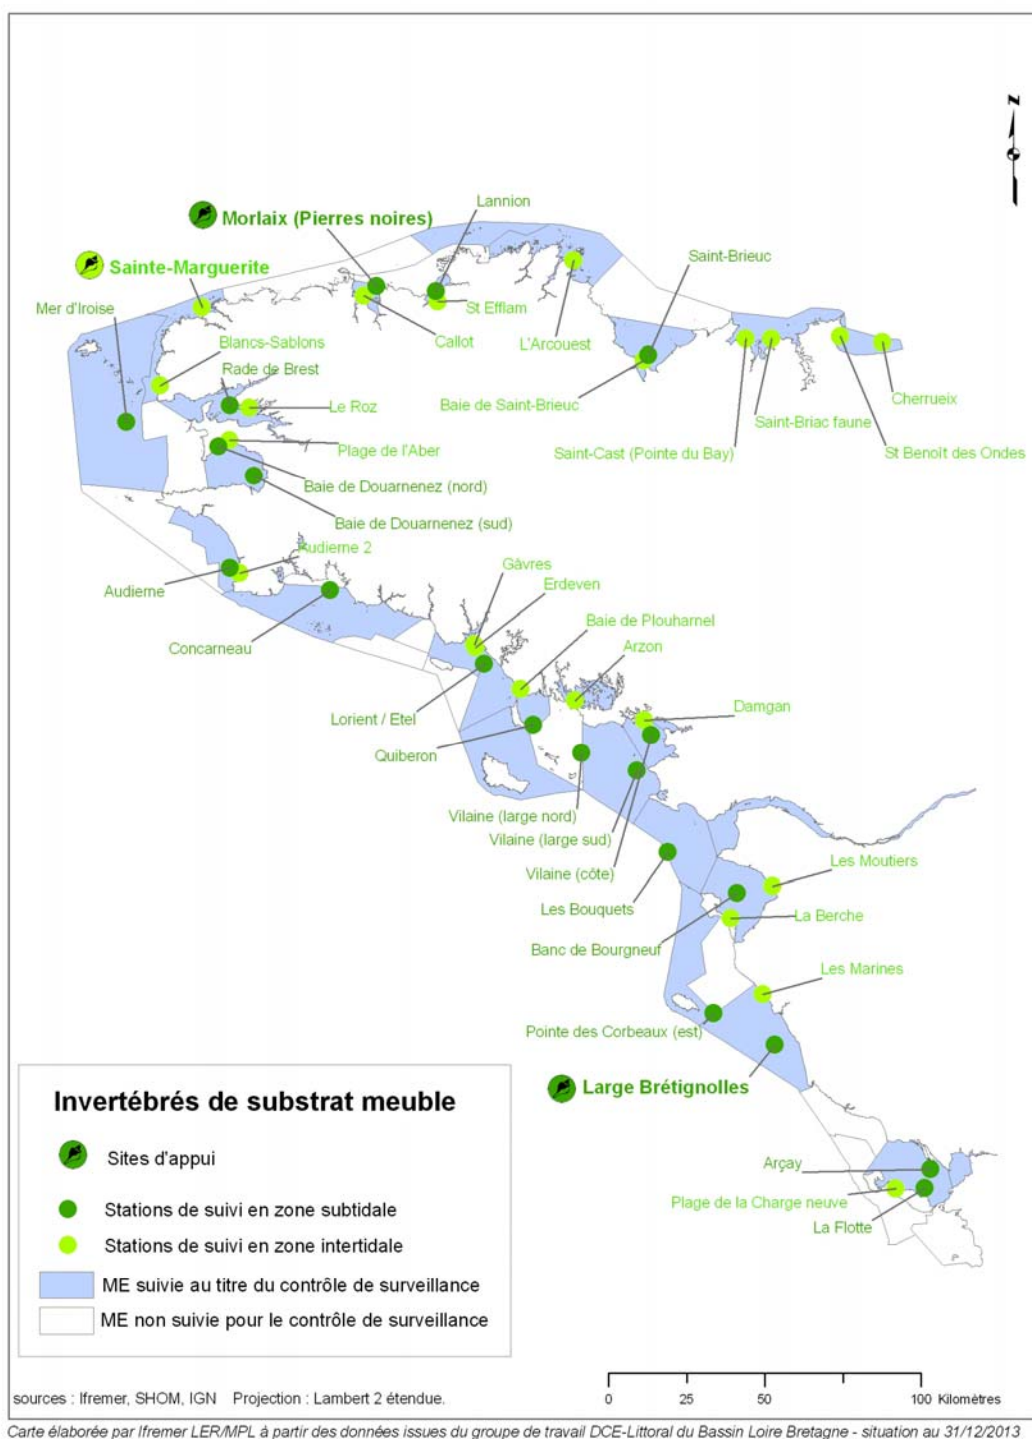 z
Lannion
Morlaix (Pierres noires)
Saint-Brieuc
Sainte-Marguerite
Mer d'Iroise
St Efflam
Callot
L'Arcouest
Blancs-Sablons
Rade de Brest
Le Roz
Baie de Saint-Brieuc
Cherrueix
Saint-Briac faune
Plage de l'Aber
Saint-Cast (Pointe du Bay)
St Benoît des Ondes
Baie de Douarnenez (nord)
Baie de Douarnenez (sud)
Audierne 2
Gâvres
Erdeven
Audierne
Baie de Plouharnel
Arzon
Concarneau
Damgan
Lorient / Etel
Quiberon
Vilaine (large nord)
Vilaine (large sud)
Vilaine (côte)
Les Moutiers
Les Bouquets
La Berche
Banc de Bourgneuf
Les Marines
Pointe des Corbeaux (est)
Large Brétignolles
Arçay
Plage de la Charge neuve
La Flotte
Invertébrés de substrat meuble
Sites d'appui
Stations de suivi en zone subtidale
Stations de suivi en zone intertidale
ME suivie au titre du contrôle de surveillance
ME non suivie pour le contrôle de surveillance
sources : Ifremer, SHOM, IGN Projection : Lambert 2 étendue.
0 25 50 100 Kilomètres
Carte élaborée par Ifremer LER/MPL à partir des données issues du groupe de travail DCE-Littoral du Bassin Loire Bretagne - situation au 31/12/2013